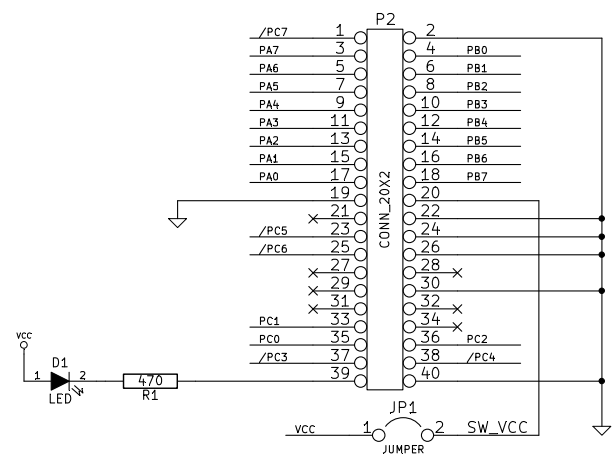 P2
/PC7 1 2
PA7 3 4 PB0
PA6 5 6 PB1
PA5 7 8 PB2
PA4 9 10 PB3
PA3 11 12 PB4
PA2 13 14 PB5
PA1 15 16 PB6
PA0 17 18 PB7
19 20
21 22
/PC5 23 24
/PC6 25 26
27 28
29 30
31 32
PC1 33 34
PC0 35 36 PC2
/PC3 37 38 /PC4
39 40
CONN_20X2
VCC
D1
1 2
LED
470
R1
JP1
VCC 1 2 SW_VCC
JUMPER